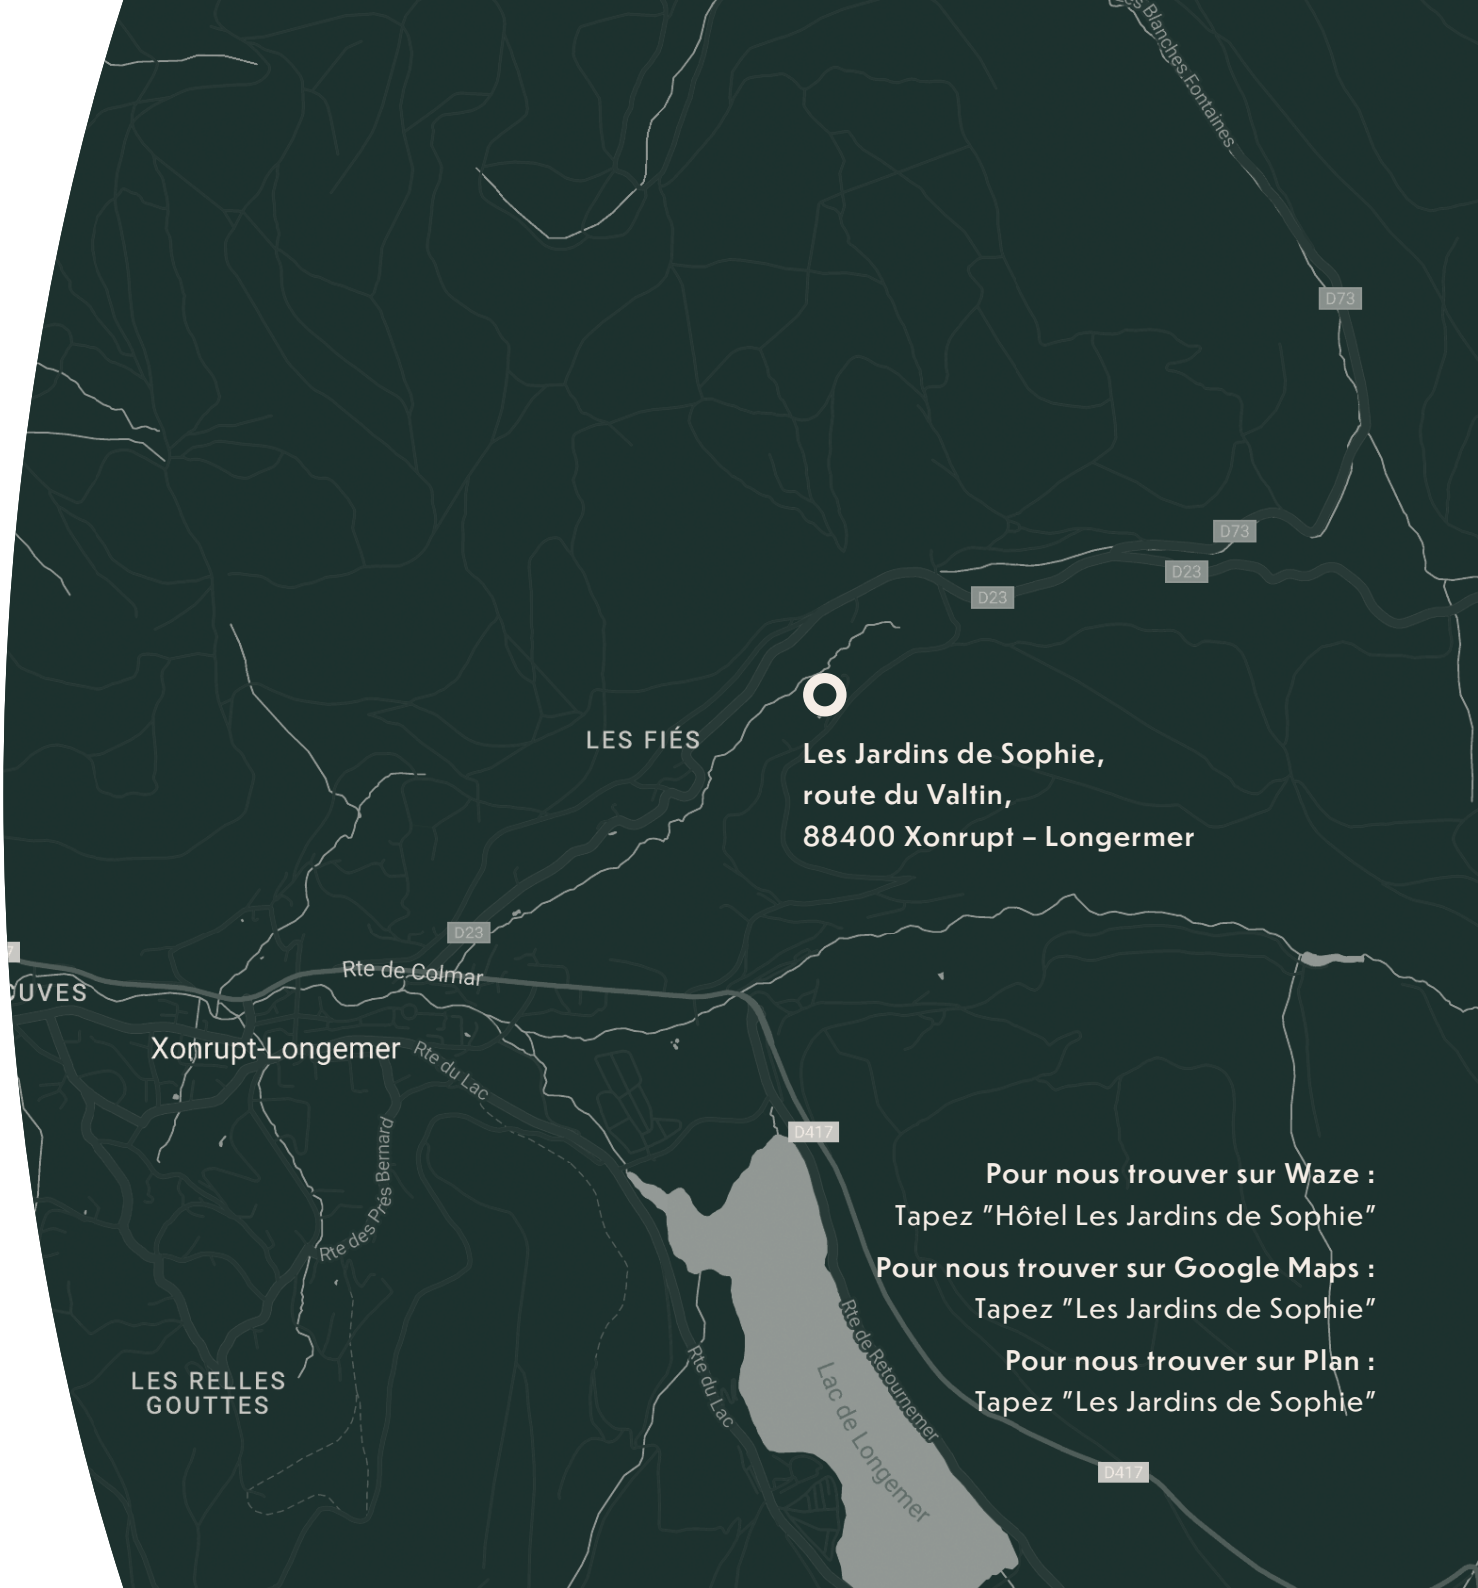 Blanches Fontaines
D73
D73
D23
D23
LES FIÉS
Les Jardins de Sophie,
route du Valtin,
88400 Xonrupt – Longermer
D23
Rte de Colmar
Xonrupt-Longemer
Rte du Lac
D417
Rte des Prés Bernard
Pour nous trouver sur Waze :
Tapez "Hôtel Les Jardins de Sophie"
Pour nous trouver sur Google Maps :
Tapez "Les Jardins de Sophie"
Pour nous trouver sur Plan :
Tapez "Les Jardins de Sophie"
Rte de Retournemer
Rte du Lac
Lac de Longemer
LES RELLES
GOUTTES
D417